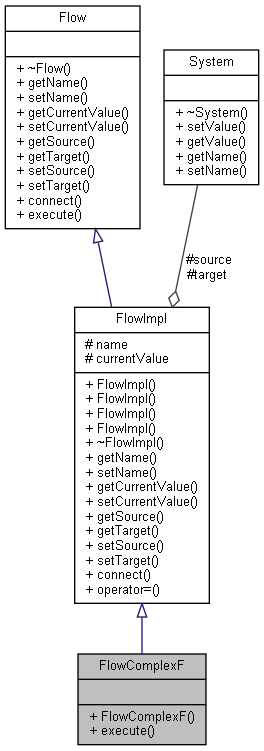 Flow
+ ~Flow()
+ getName()
+ setName()
+ getCurrentValue()
+ setCurrentValue()
+ getSource()
+ getTarget()
+ setSource()
+ setTarget()
+ connect()
+ execute()
System
+ ~System()
+ setValue()
+ getValue()
+ getName()
+ setName()
#source
#target
FlowImpl
# name
# currentValue
+ FlowImpl()
+ FlowImpl()
+ FlowImpl()
+ FlowImpl()
+ ~FlowImpl()
+ getName()
+ setName()
+ getCurrentValue()
+ setCurrentValue()
+ getSource()
+ getTarget()
+ setSource()
+ setTarget()
+ connect()
+ operator=()
FlowComplexF
+ FlowComplexF()
+ execute()